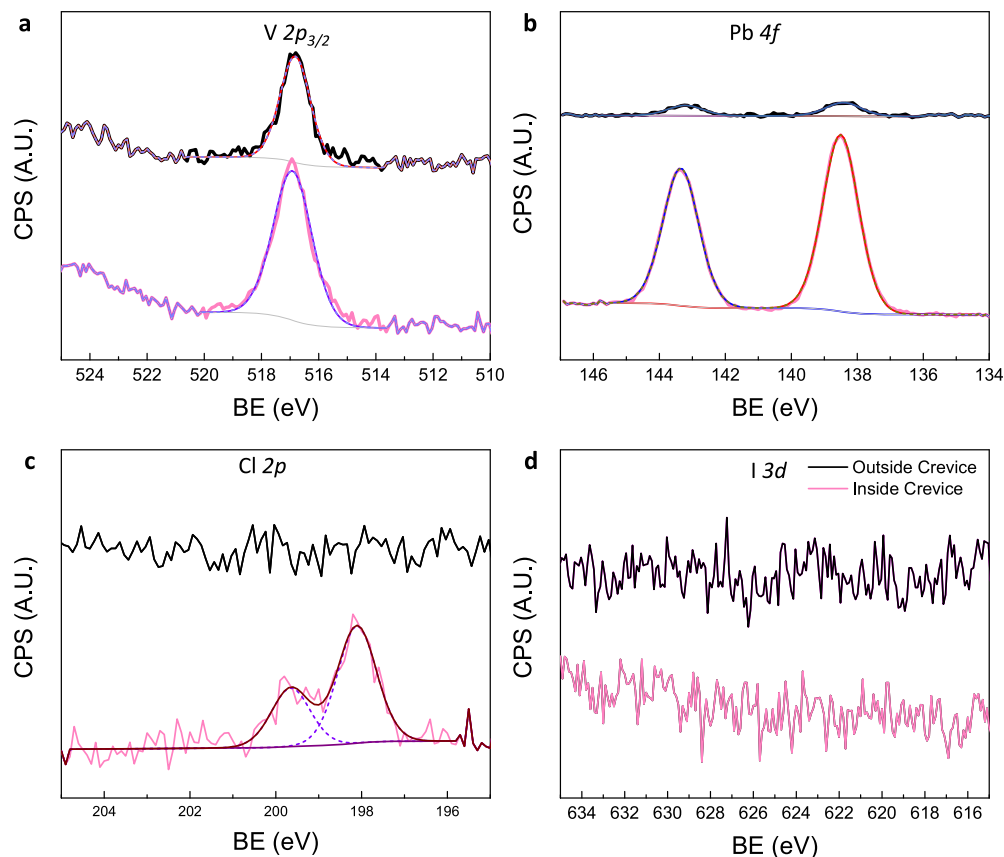 a
V 2p3/2
CPS (A.U.)
524 522 520 518 516 514 512 510
BE (eV)
b
Pb 4f
CPS (A.U.)
146 144 142 140 138 136 134
BE (eV)
c
Cl 2p
CPS (A.U.)
204 202 200 198 196
BE (eV)
d
I 3d
Outside Crevice
Inside Crevice
CPS (A.U.)
634 632 630 628 626 624 622 620 618 616
BE (eV)